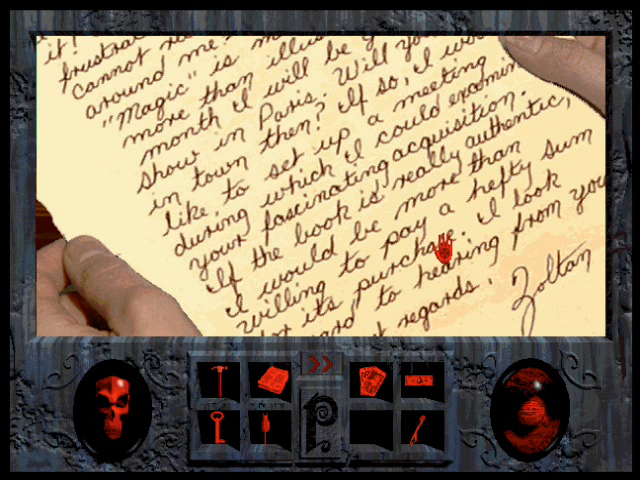 it!
frustrat
cannot
around me.
"Magic" is m
more than illus
month I will be
show in Paris. Will you
in town then? If so, I wo
like to set up a meeting
during which I could examin
your fascinating acquisition.
If the book is really authentic,
I would be more than
willing to pay a hefty sum
for its purchase. I look
to hearing from you
regards.
Zoltan